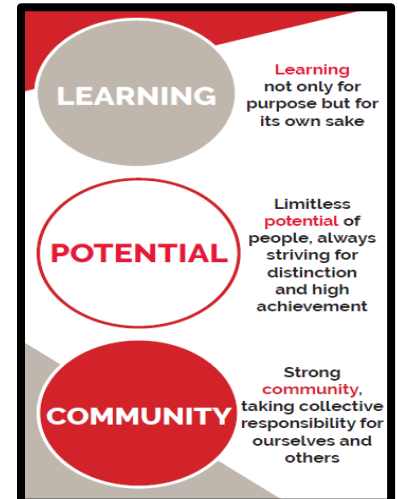 LEARNING
Learning
not only for
purpose but for
its own sake
POTENTIAL
Limitless
potential of
people, always
striving for
distinction
and high
achievement
COMMUNITY
Strong
community,
taking collective
responsibility for
ourselves and
others